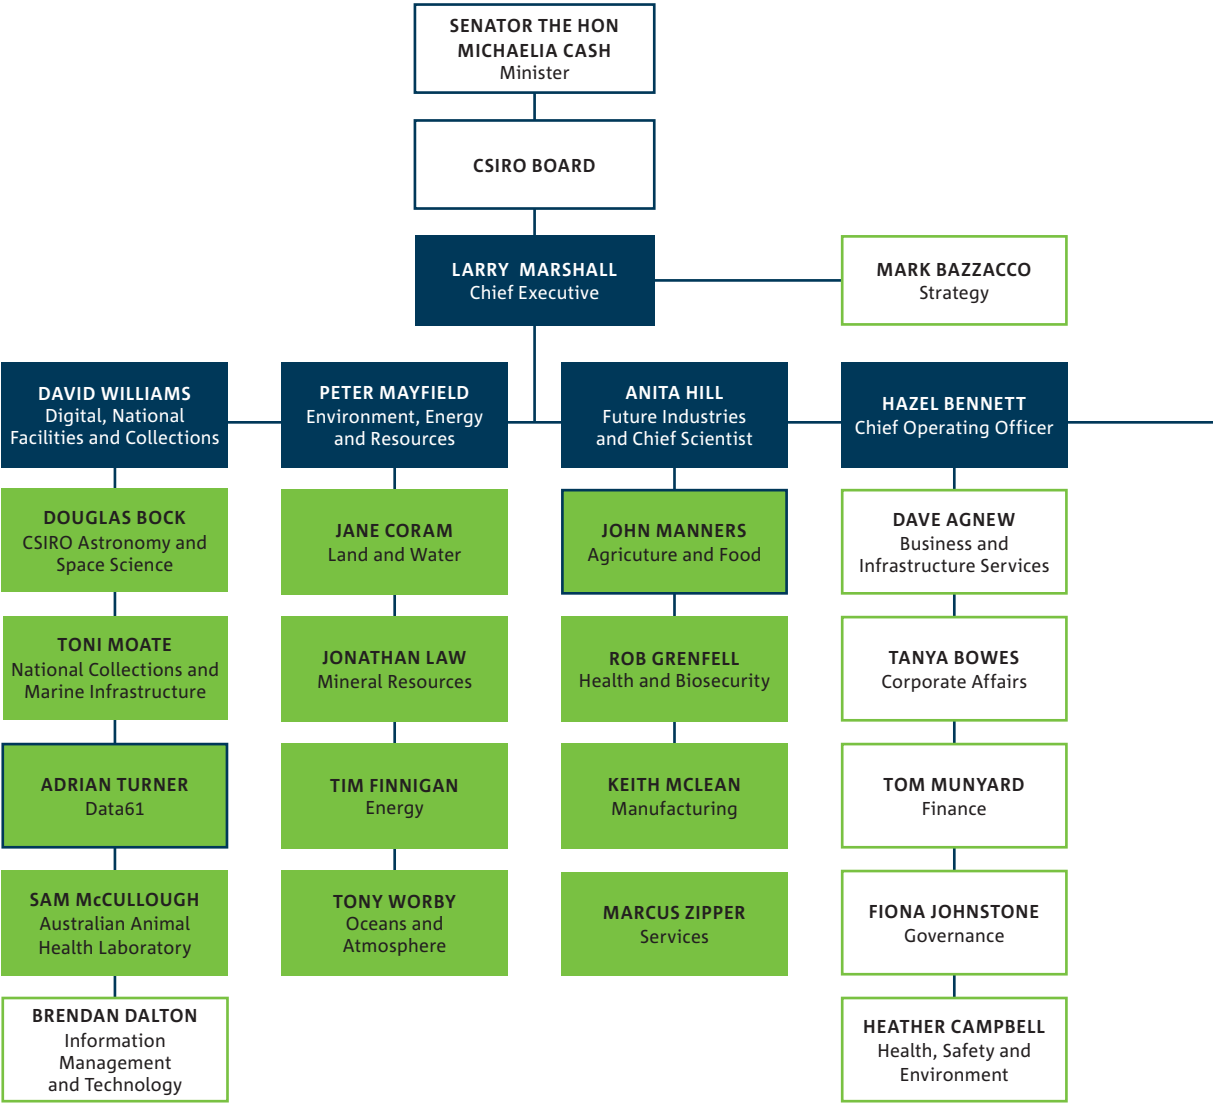 SENATOR THE HON
MICHAELIA CASH
Minister
CSIRO BOARD
LARRY MARSHALL
Chief Executive
MARK BAZZACCO
Strategy
DAVID WILLIAMS
Digital, National
Facilities and Collections
PETER MAYFIELD
Environment, Energy
and Resources
ANITA HILL
Future Industries
and Chief Scientist
HAZEL BENNETT
Chief Operating Officer
DOUGLAS BOCK
CSIRO Astronomy and
Space Science
JANE CORAM
Land and Water
JOHN MANNERS
Agricuture and Food
DAVE AGNEW
Business and
Infrastructure Services
TONI MOATE
National Collections and
Marine Infrastructure
JONATHAN LAW
Mineral Resources
ROB GRENFELL
Health and Biosecurity
TANYA BOWES
Corporate Affairs
ADRIAN TURNER
Data61
TIM FINNIGAN
Energy
KEITH MCLEAN
Manufacturing
TOM MUNYARD
Finance
SAM McCULLOUGH
Australian Animal
Health Laboratory
TONY WORBY
Oceans and
Atmosphere
MARCUS ZIPPER
Services
FIONA JOHNSTONE
Governance
BRENDAN DALTON
Information
Management
and Technology
HEATHER CAMPBELL
Health, Safety and
Environment